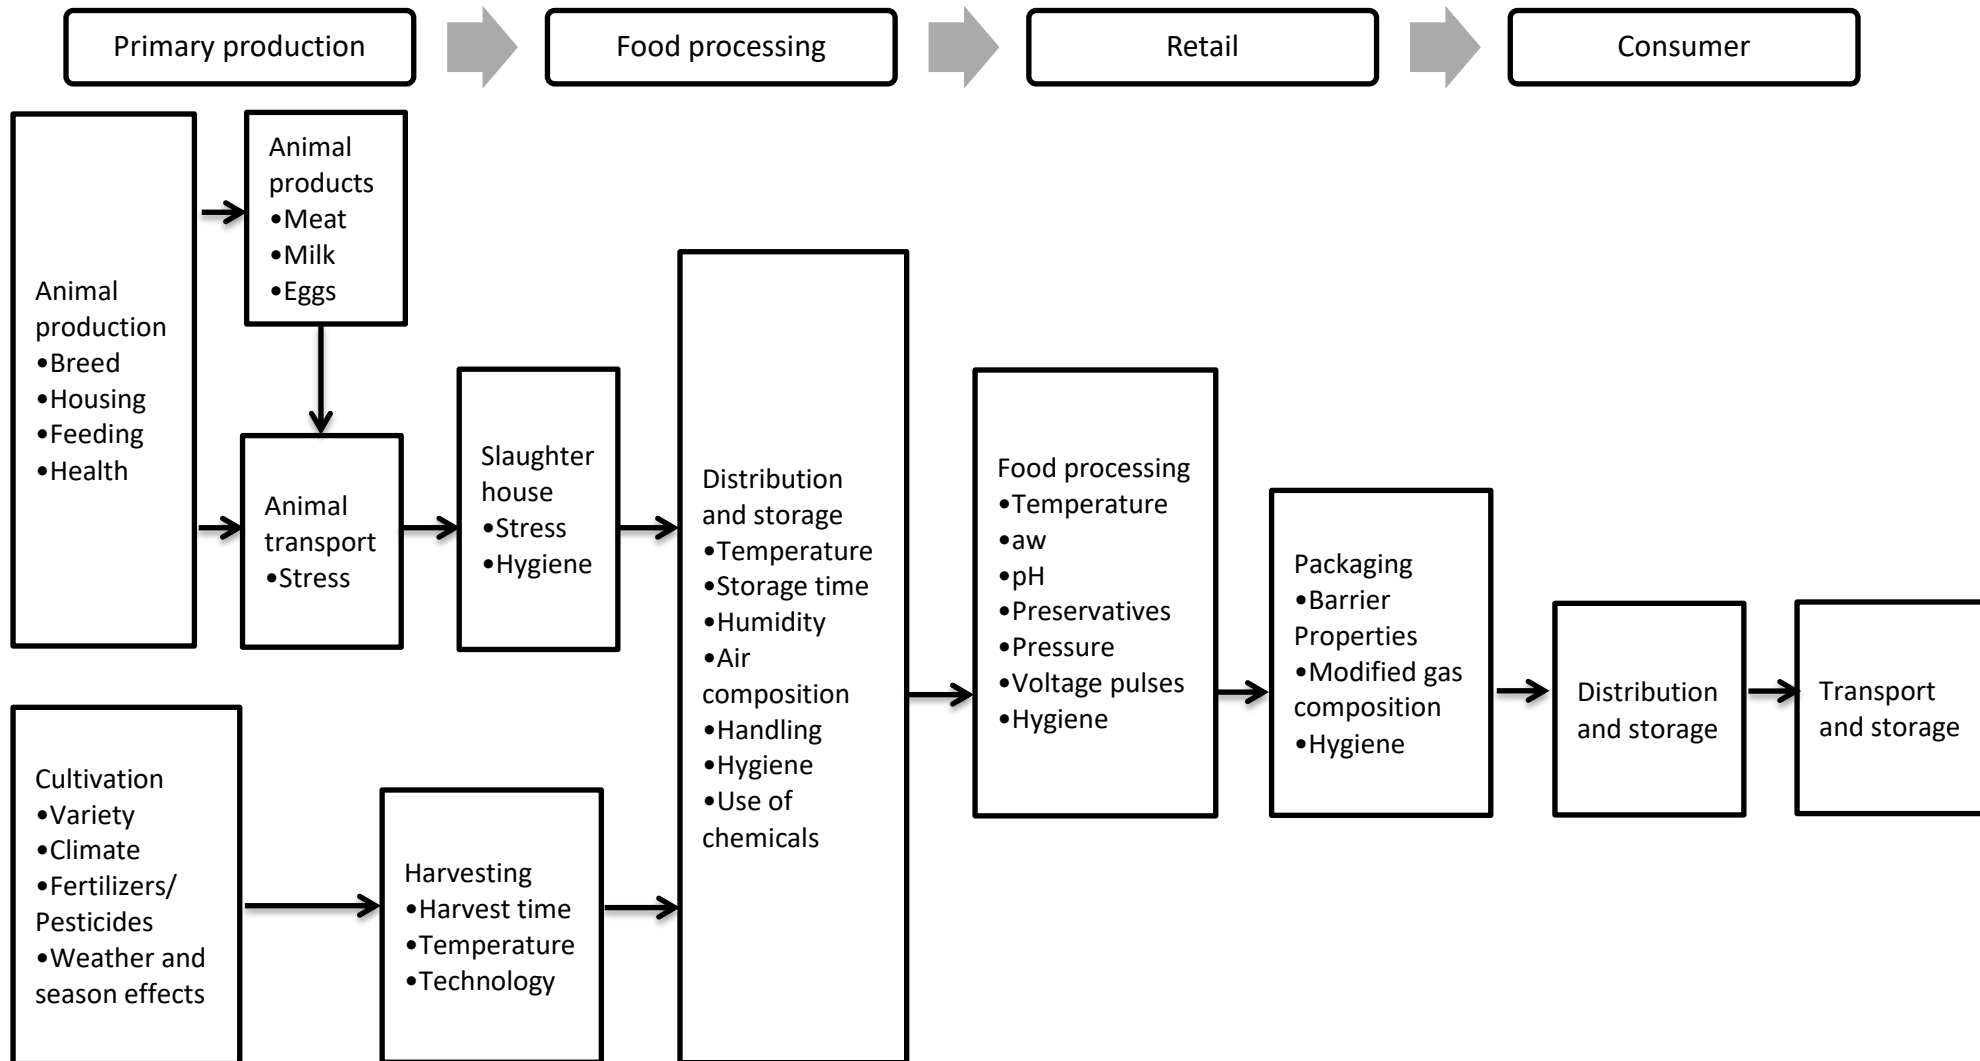 Primary production
Food processing
Retail
Consumer
Animal
production
•Breed
•Housing
•Feeding
•Health
Animal
products
•Meat
•Milk
•Eggs
Animal
transport
•Stress
Slaughter
house
•Stress
•Hygiene
Cultivation
•Variety
•Climate
•Fertilizers/
Pesticides
•Weather and
season effects
Harvesting
•Harvest time
•Temperature
•Technology
Distribution
and storage
•Temperature
•Storage time
•Humidity
•Air
composition
•Handling
•Hygiene
•Use of
chemicals
Food processing
•Temperature
•aw
•pH
•Preservatives
•Pressure
•Voltage pulses
•Hygiene
Packaging
•Barrier
Properties
•Modified gas
composition
•Hygiene
Distribution
and storage
Transport
and storage